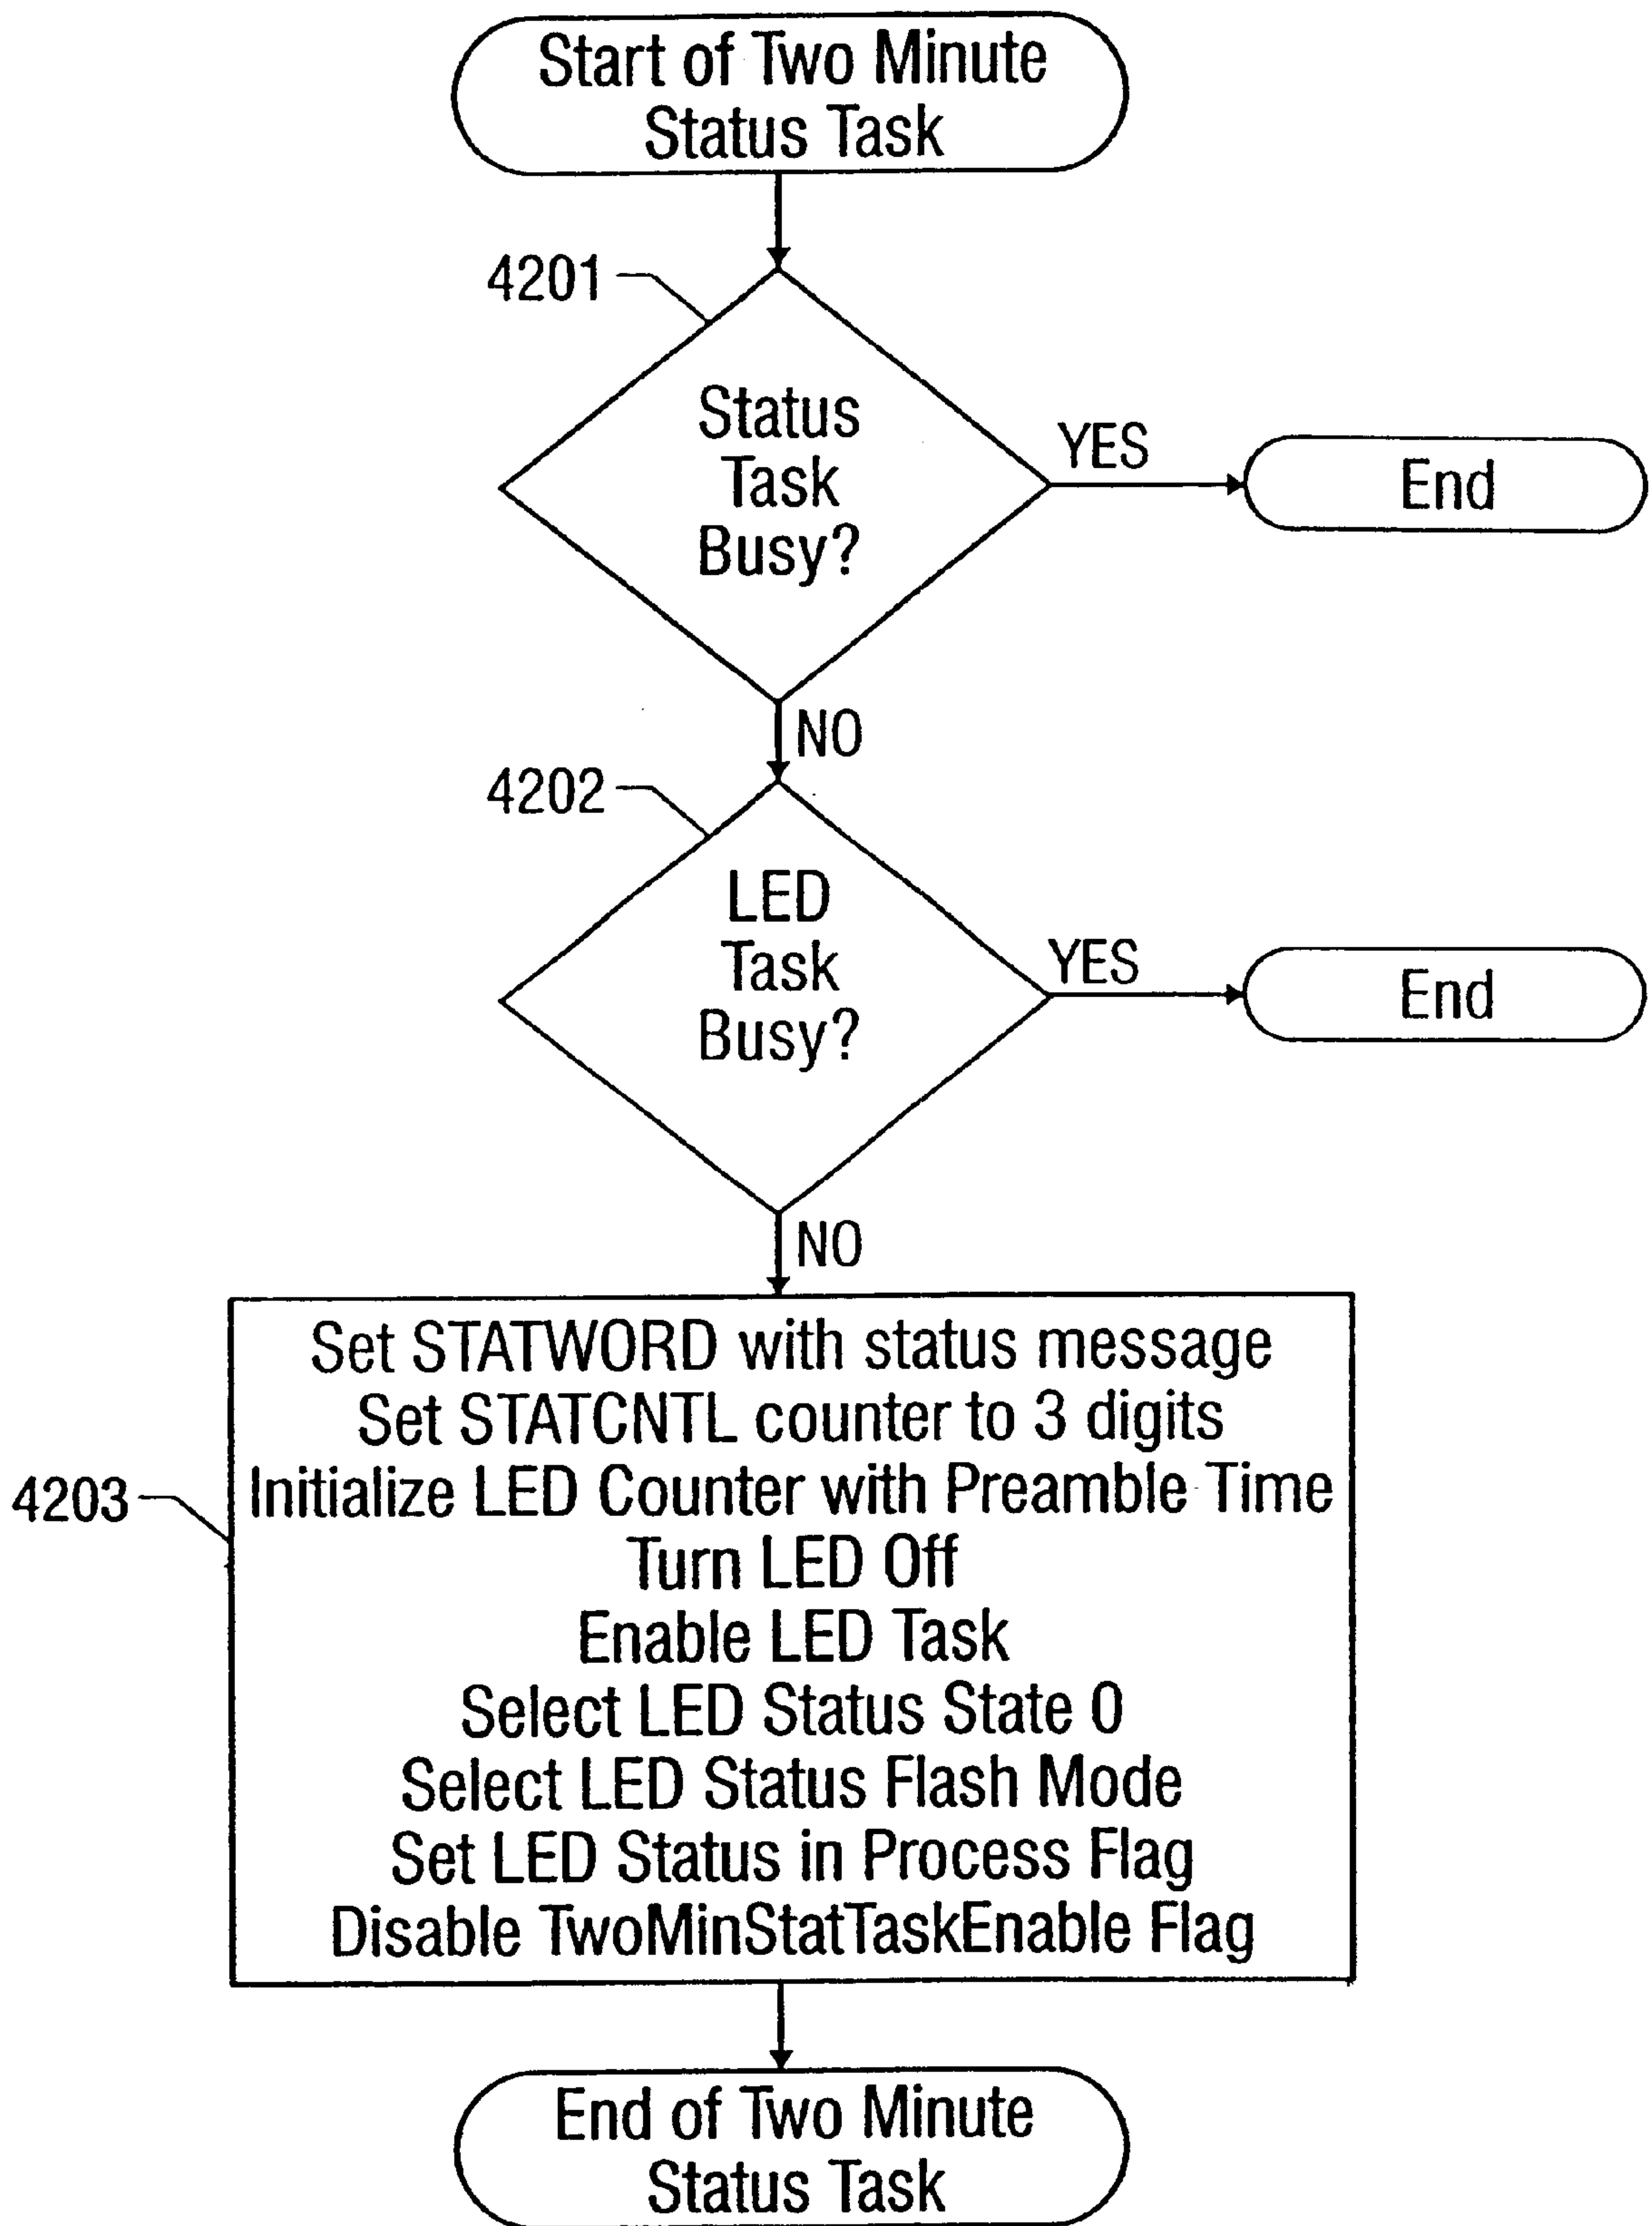 Start of Two Minute
Status Task
4201
Status
Task
Busy?
YES
End
NO
4202
LED
Task
Busy?
YES
End
NO
4203
Set STATWORD with status message
Set STATCNTL counter to 3 digits
Initialize LED Counter with Preamble Time
Turn LED Off
Enable LED Task
Select LED Status State 0
Select LED Status Flash Mode
Set LED Status in Process Flag
Disable TwoMinStatTaskEnable Flag
End of Two Minute
Status Task